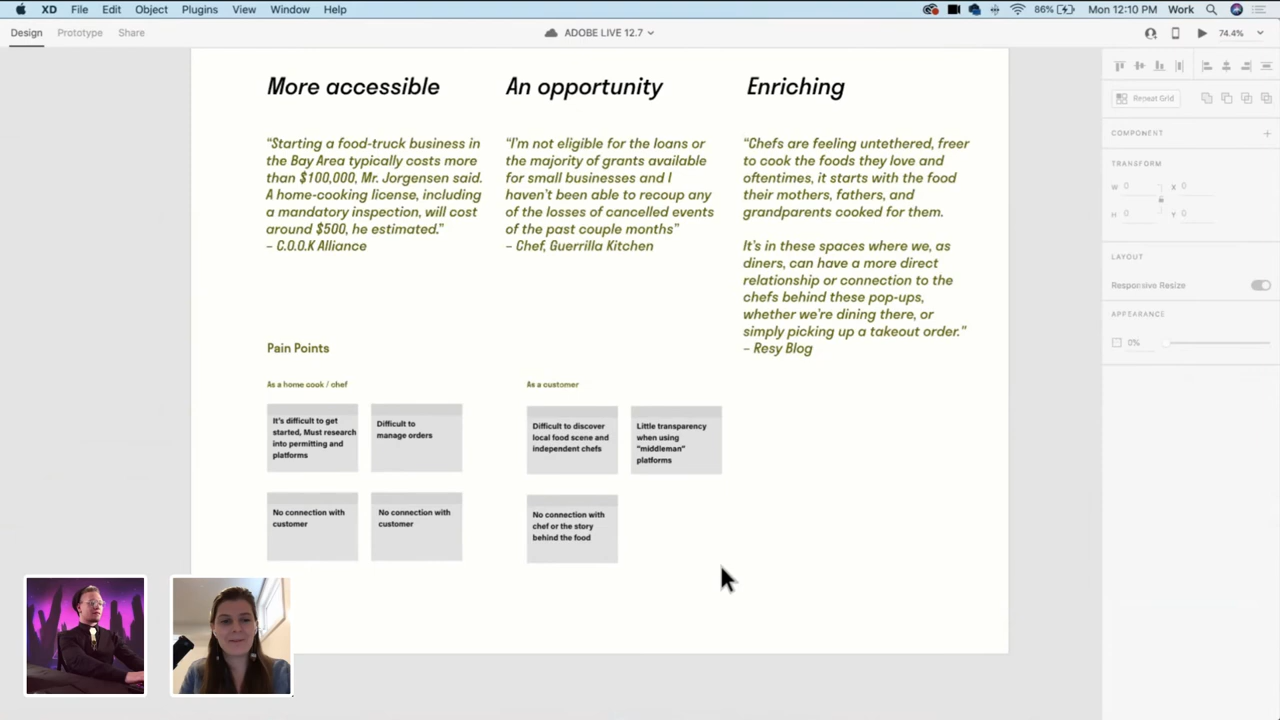 XD File Edit Object Plugins View Window Help
86% Mon 12:10 PM Work
Design Prototype Share
ADOBE LIVE 12.7
74.4%
More accessible
“Starting a food-truck business in
the Bay Area typically costs more
than $100,000, Mr. Jorgensen said.
A home-cooking license, including
a mandatory inspection, will cost
around $500, he estimated.”
– C.O.O.K Alliance
An opportunity
“I’m not eligible for the loans or
the majority of grants available
for small businesses and I
haven’t been able to recoup any
of the losses of cancelled events
of the past couple months”
– Chef, Guerrilla Kitchen
Enriching
“Chefs are feeling untethered, freer
to cook the foods they love and
oftentimes, it starts with the food
their mothers, fathers, and
grandparents cooked for them.
It’s in these spaces where we, as
diners, can have a more direct
relationship or connection to the
chefs behind these pop-ups,
whether we’re dining there, or
simply picking up a takeout order.”
– Resy Blog
Pain Points
As a home cook / chef
It’s difficult to get
started, Must research
into permitting and
platforms
Difficult to
manage orders
No connection with
customer
No connection with
customer
As a customer
Difficult to discover
local food scene and
independent chefs
Little transparency
when using
“middleman”
platforms
No connection with
chef or the story
behind the food
Repeat Grid
COMPONENT
TRANSFORM
W 0 X 0
H 0 Y 0
LAYOUT
Responsive Resize
APPEARANCE
0%